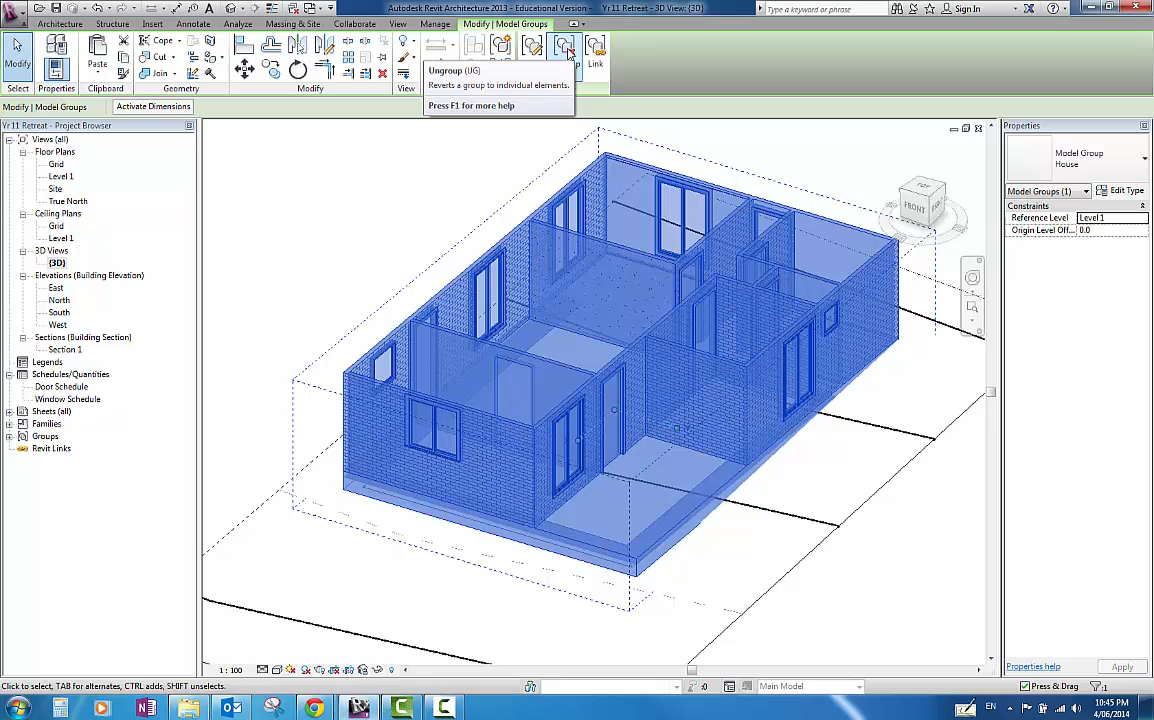 Autodesk Revit Architecture 2013 - Educational Version - Yr 11 Retreat - 3D View: {3D}
Type a keyword or phrase
Sign In
Architecture Structure Insert Annotate Analyze Massing & Site Collaborate View Manage Modify | Model Groups
Modify
Paste
Cope
Cut
Join
Link
Select Properties Clipboard Geometry Modify View
Ungroup (UG)
Reverts a group to individual elements.
Press F1 for more help
Modify | Model Groups
Activate Dimensions
Yr11 Retreat - Project Browser
Views (all)
Floor Plans
Grid
Level 1
Site
True North
Ceiling Plans
Grid
Level 1
3D Views
{3D}
Elevations (Building Elevation)
East
North
South
West
Sections (Building Section)
Section 1
Legends
Schedules/Quantities
Door Schedule
Window Schedule
Sheets (all)
Families
Groups
Revit Links
TOP
FRONT
Properties
Model Group
House
Model Groups (1)
Edit Type
Constraints
Reference Level
Level 1
Origin Level Off...
0.0
Properties help
Apply
1 : 100
Click to select, TAB for alternates, CTRL adds, SHIFT unselects.
:0
Main Model
Press & Drag
:1
EN
10:45 PM
4/06/2014